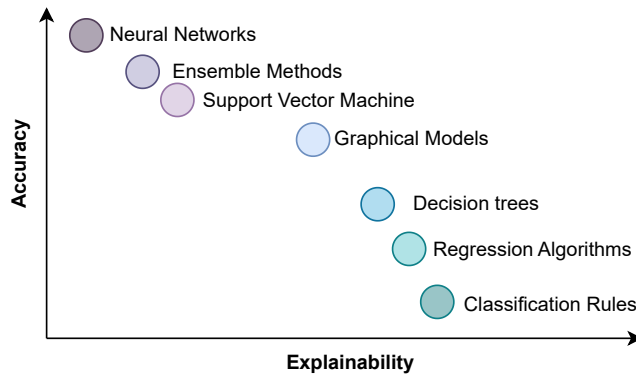 Neural Networks
Ensemble Methods
Support Vector Machine
Graphical Models
Decision trees
Regression Algorithms
Classification Rules
Accuracy
Explainability